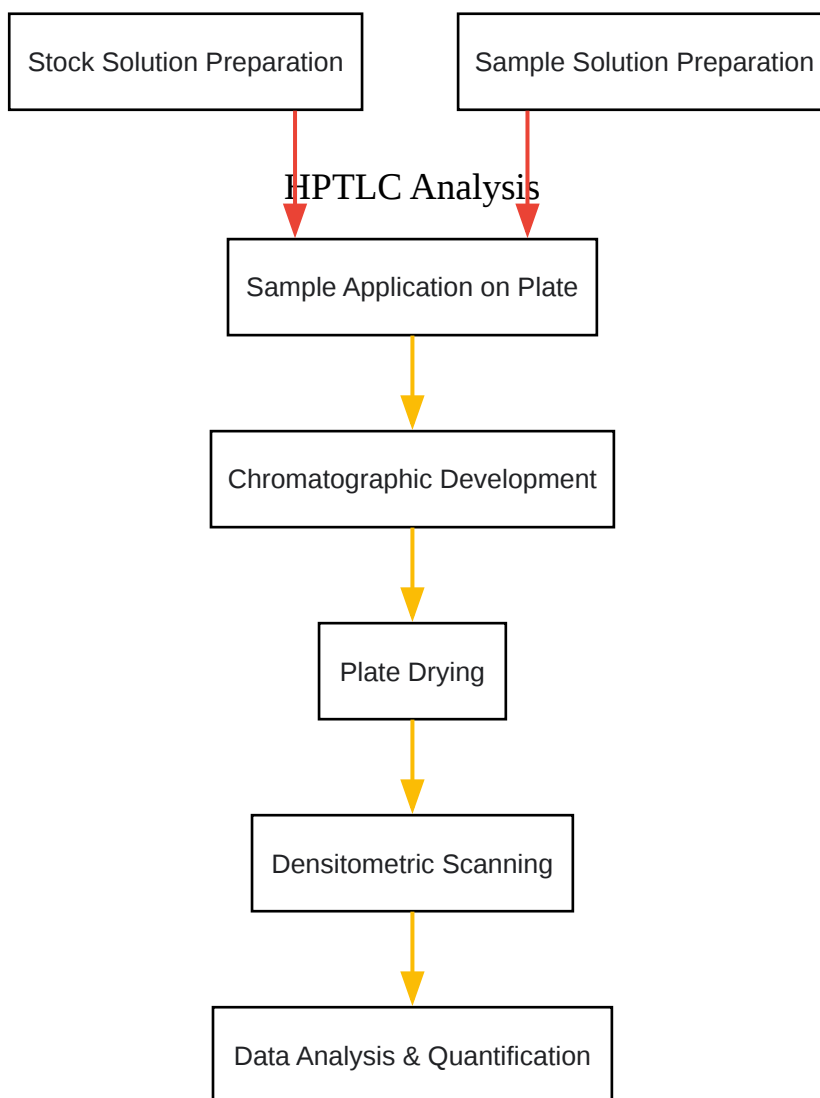 Stock Solution Preparation
Sample Solution Preparation
HPTLC Analysis
Sample Application on Plate
Chromatographic Development
Plate Drying
Densitometric Scanning
Data Analysis & Quantification